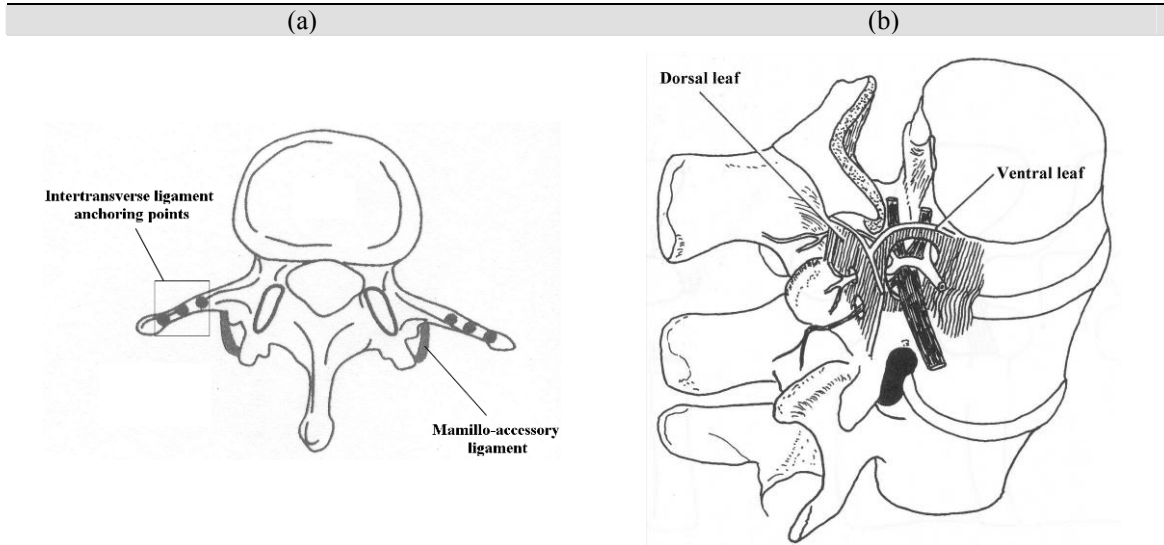 (a)
(b)
Intertransverse ligament
anchoring points
Mamillo-accessory
ligament
Dorsal leaf
Ventral leaf